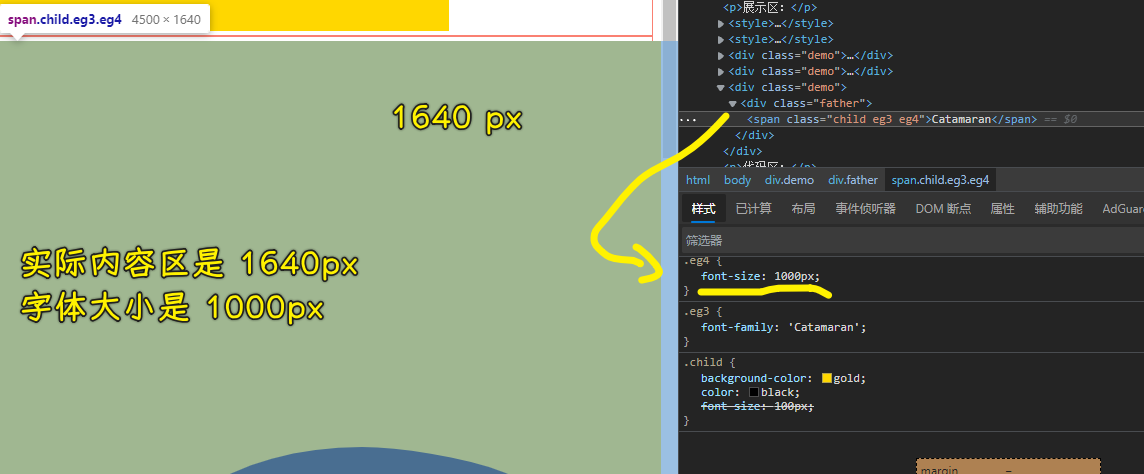 span.child.eg3.eg4 4500 × 1640
1640 px
实际内容区是 1640px
字体大小是 1000px
<p>展示区: </p>
<style>…</style>
<style>…</style>
<div class="demo">…</div>
<div class="demo">…</div>
<div class="demo">
<div class="father">
··· <span class="child eg3 eg4">Catamaran</span> == $0
</div>
</div>
<p>代码区: </p>
html body div.demo div.father span.child.eg3.eg4
样式 已计算 布局 事件侦听器 DOM 断点 属性 辅助功能 AdGuar
筛选器
.eg4 {
font-size: 1000px;
}
.eg3 {
font-family: 'Catamaran';
}
.child {
background-color: gold;
color: black;
font-size: 100px;
}
margin –